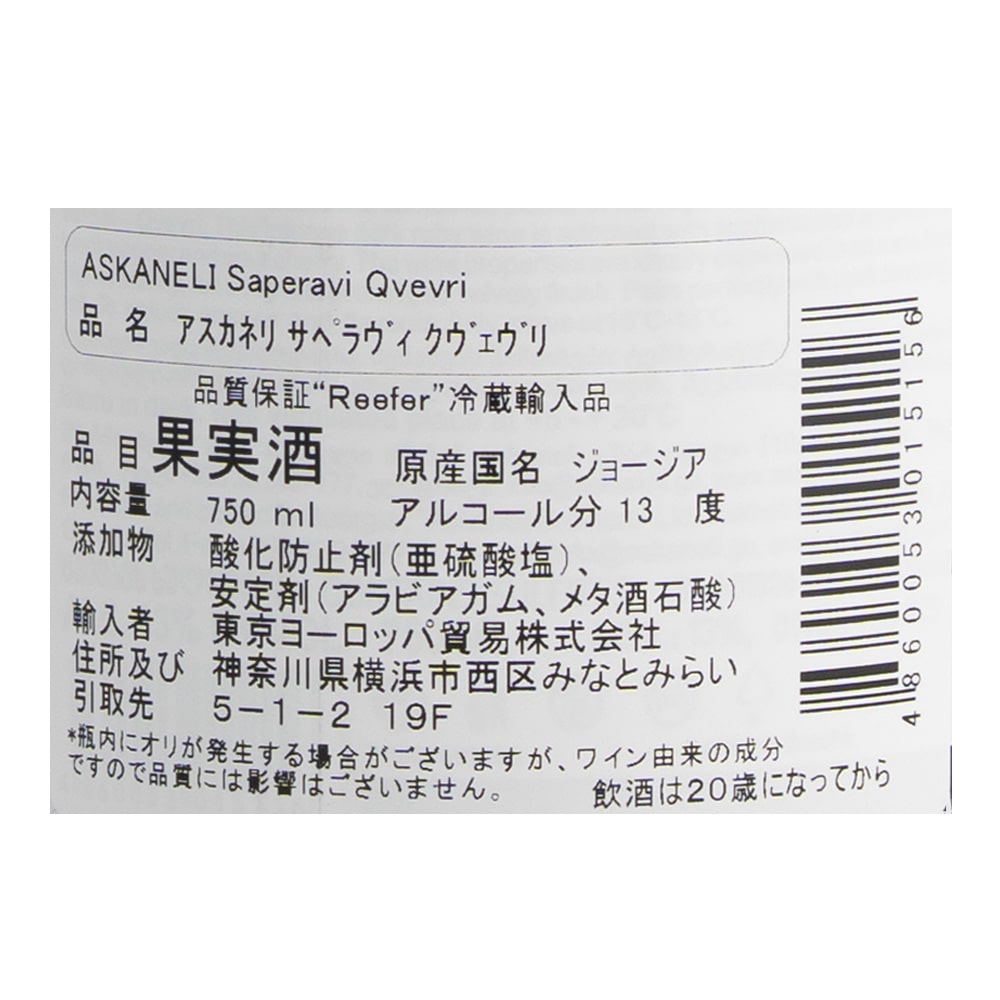 ASKANELI Saperavi Qvevri
品 名 アスカネリ サペラヴィ クヴェヴリ
品質保証“Reefer”冷蔵輸入品
品 目 果実酒 原産国名 ジョージア
内容量 750 ml アルコール分 13 度
添加物 酸化防止剤(亜硫酸塩)、
安定剤(アラビアガム、メタ酒石酸)
輸入者 東京ヨーロッパ貿易株式会社
住所及び 神奈川県横浜市西区みなとみらい
引取先 5-1-2 19F
*瓶内にオリが発生する場合がございますが、ワイン由来の成分
ですので品質には影響はございません。
飲酒は20歳になってから
4860053015156